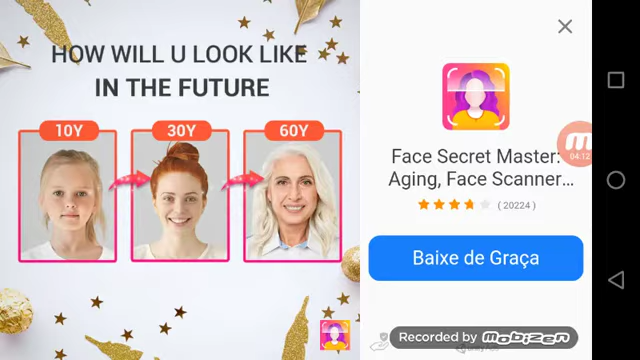 HOW WILL U LOOK LIKE
IN THE FUTURE
10Y
30Y
60Y
04:12
Face Secret Master:
Aging, Face Scanner...
(20224)
Baixe de Graça
Recorded by mobizen